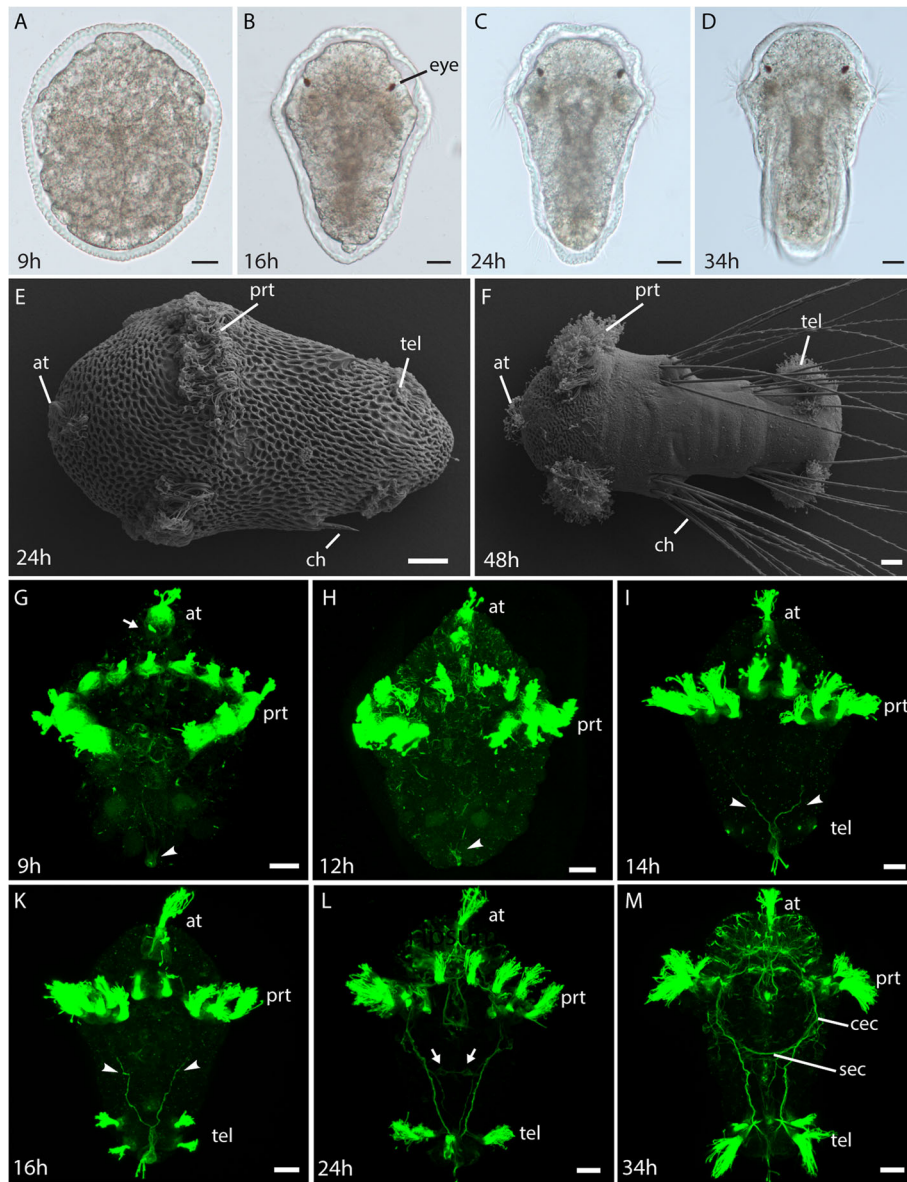 A
B
C
D
eye
9h
16h
24h
34h
E
prt
at
tel
ch
24h
F
prt
tel
at
ch
48h
G
at
prt
9h
H
at
prt
12h
I
at
prt
tel
14h
K
at
prt
tel
16h
L
at
prt
tel
24h
M
at
prt
cec
sec
tel
34h